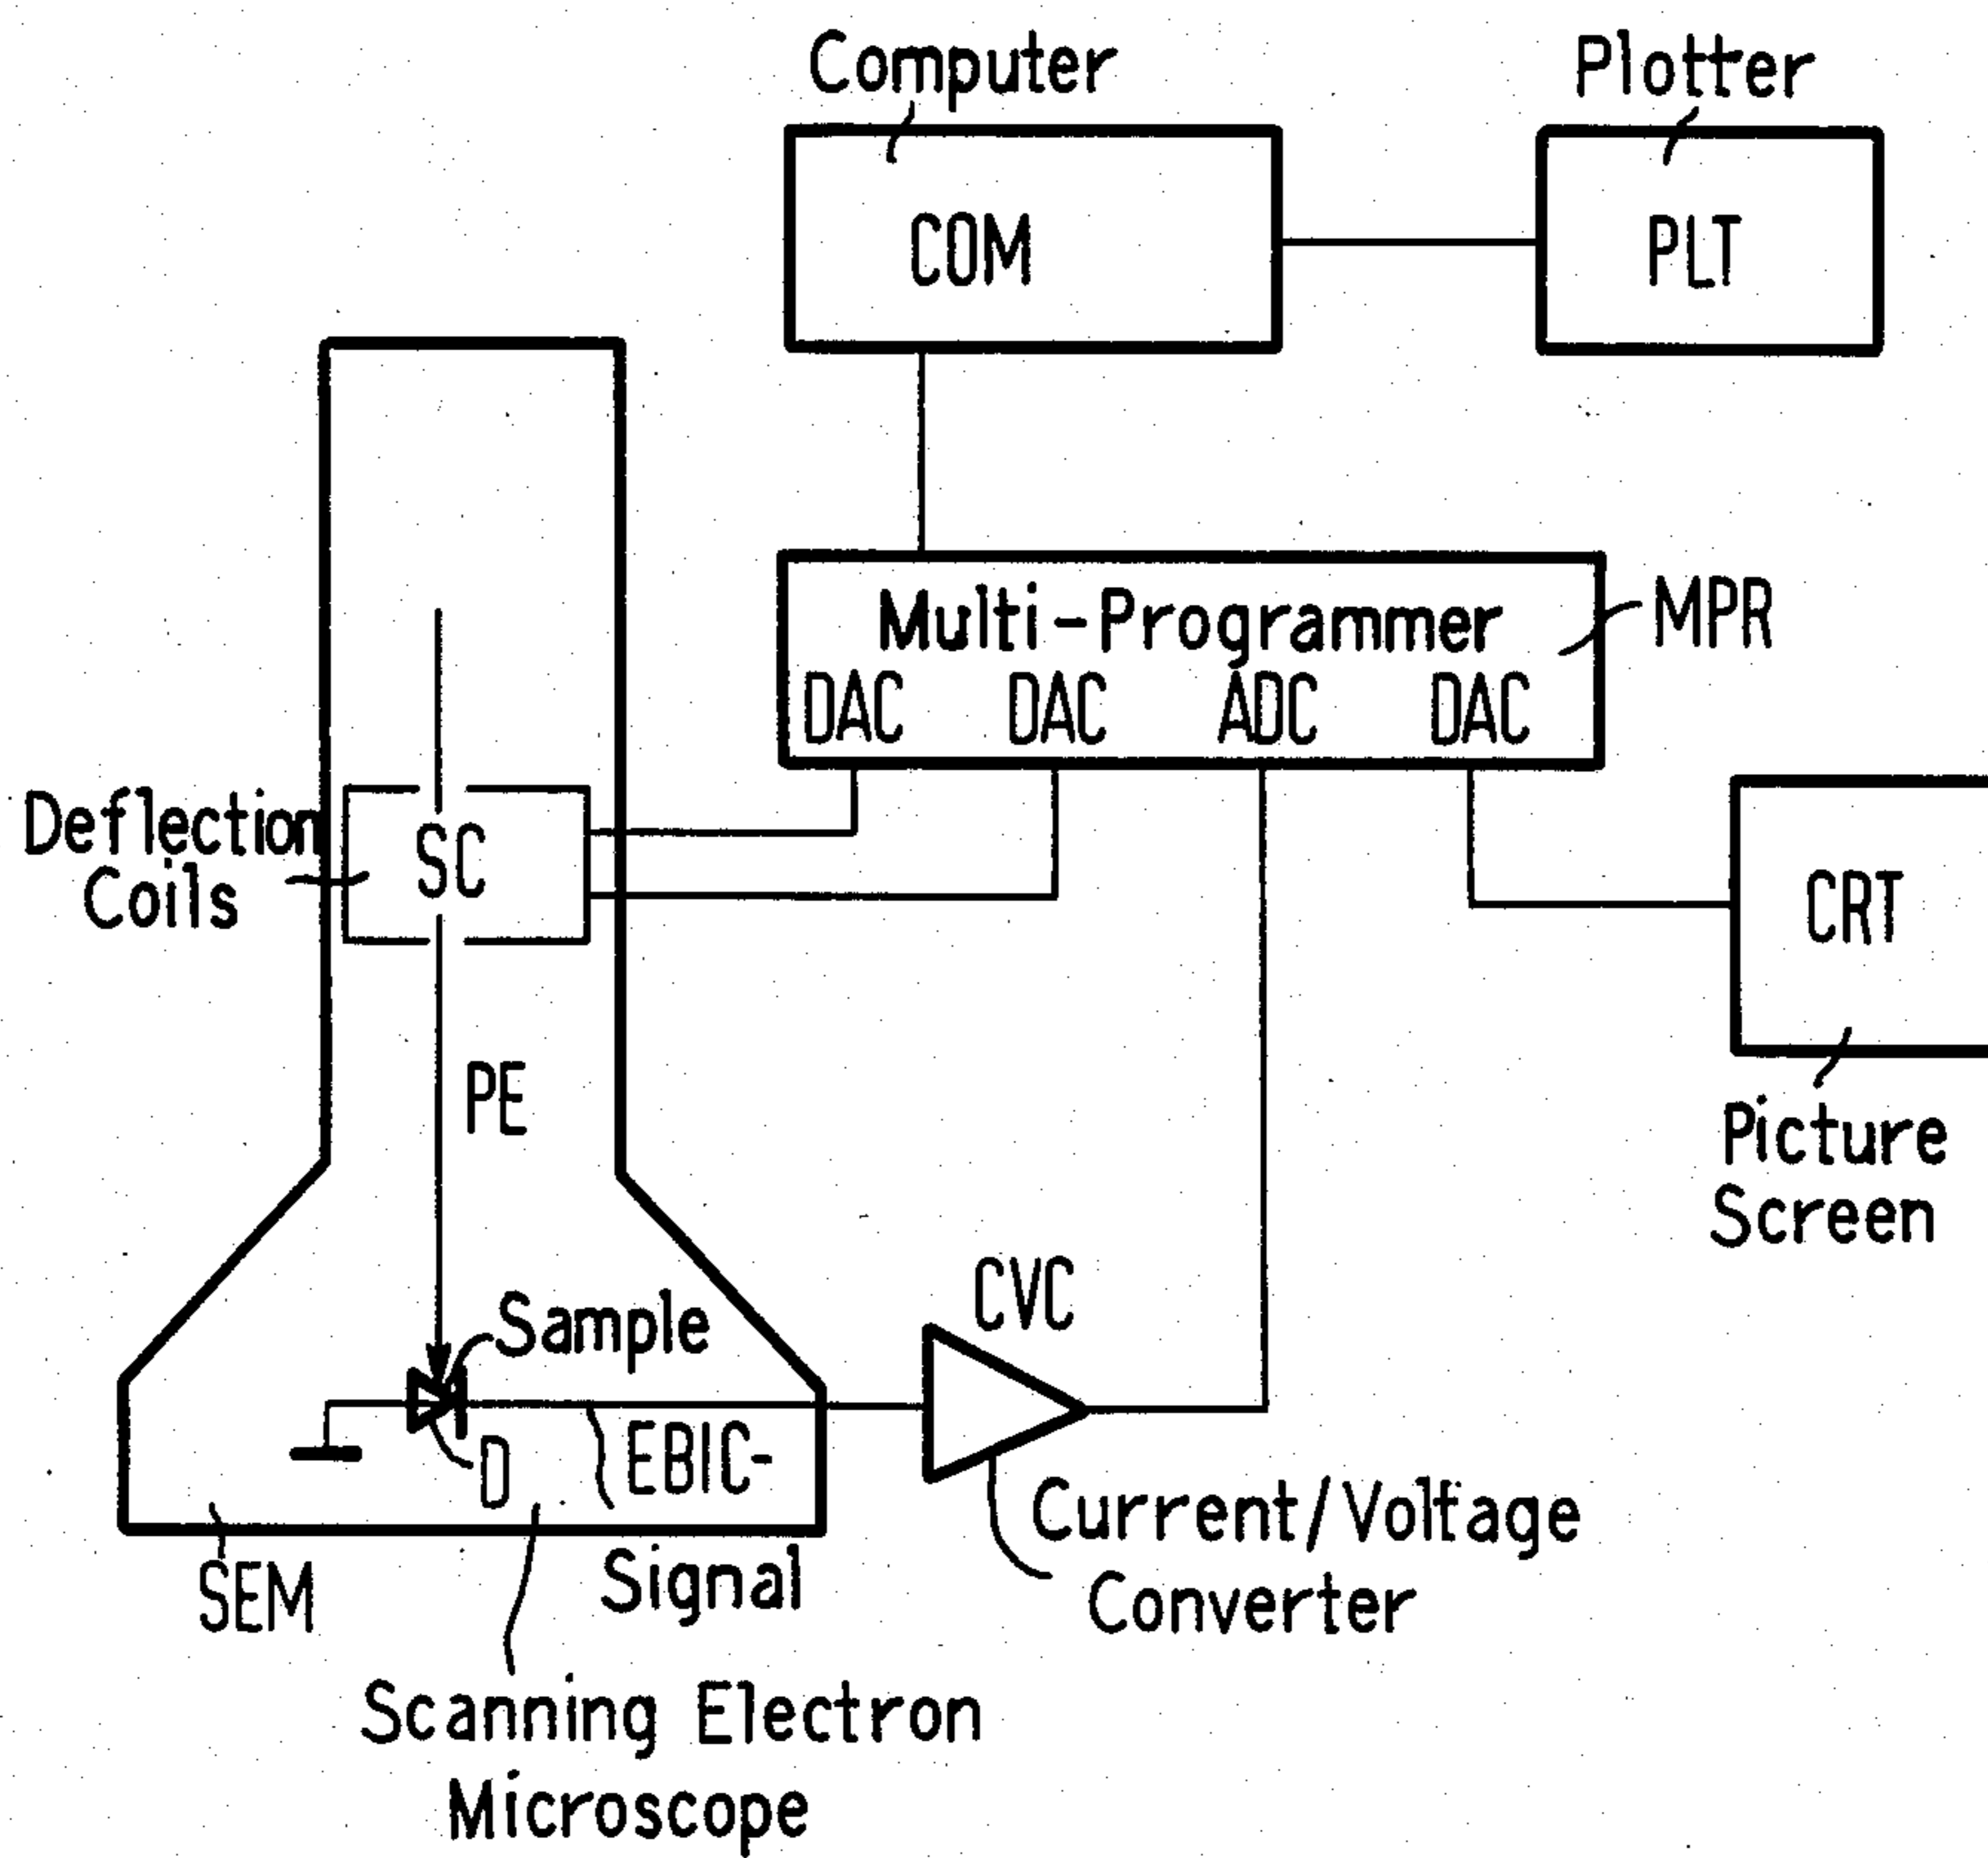 Computer
Plotter
COM
PLT
Multi-Programmer
MPR
DAC DAC ADC DAC
Deflection
Coils
SC
CRT
PE
Picture
Screen
CVC
Sample
D
EBIC-
Signal
Current/Voltage
Converter
SEM
Scanning Electron
Microscope